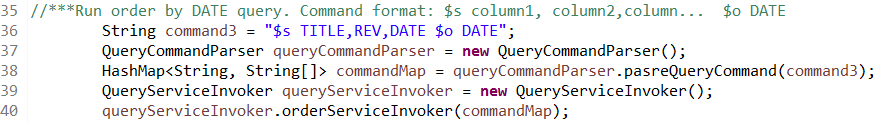 35 //***Run order by DATE query. Command format: $s column1, column2,column...  $o DATE
36         String command3 = "$s TITLE,REV,DATE $o DATE";
37         QueryCommandParser queryCommandParser = new QueryCommandParser();
38         HashMap<String, String[]> commandMap = queryCommandParser.pasreQueryCommand(command3);
39         QueryServiceInvoker queryServiceInvoker = new QueryServiceInvoker();
40         queryServiceInvoker.orderServiceInvoker(commandMap);